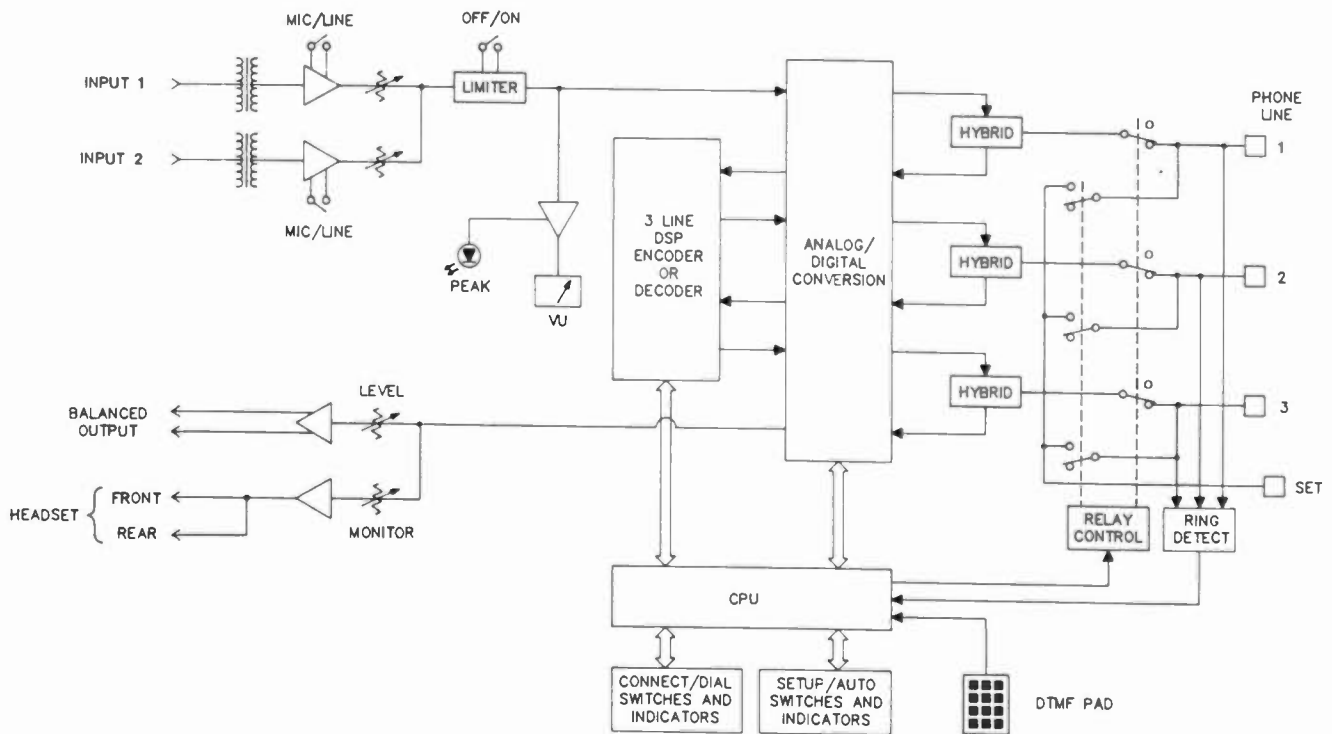 MIC/LINE
OFF/ON
INPUT 1
LIMITER
INPUT 2
MIC/LINE
PEAK
VU
3 LINE
DSP
ENCODER
OR
DECODER
ANALOG/
DIGITAL
CONVERSION
HYBRID
HYBRID
HYBRID
PHONE
LINE
1
2
3
SET
LEVEL
BALANCED
OUTPUT
HEADSET
FRONT
REAR
MONITOR
RELAY
CONTROL
RING
DETECT
CPU
CONNECT/DIAL
SWITCHES AND
INDICATORS
SETUP/AUTO
SWITCHES AND
INDICATORS
DTMF PAD